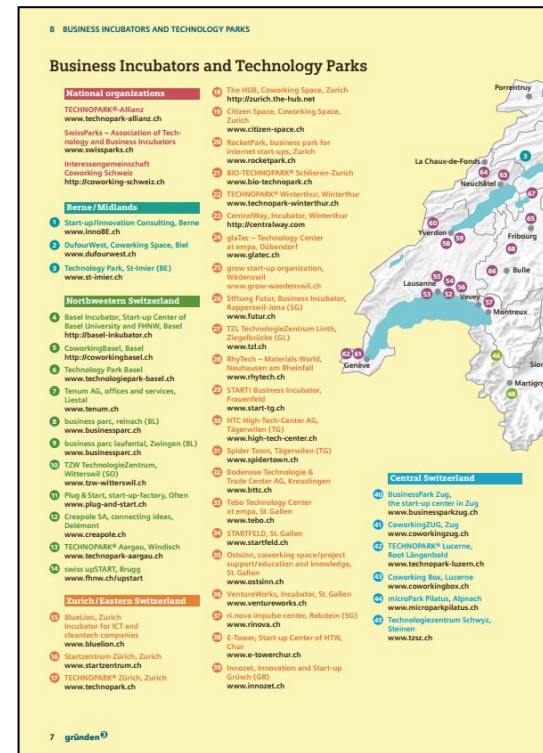 B BUSINESS INCUBATORS AND TECHNOLOGY PARKS
Business Incubators and Technology Parks
National organizations
TECHNOPARK®-Allianz
www.technopark-allianz.ch
SwissParks – Association of Tech-
nology and Business Incubators
www.swissparks.ch
Interessengemeinschaft
Coworking Schweiz
http://coworking-schweiz.ch
Berne/Midlands
1 Start-up/Innovation Consulting, Berne
www.innoBE.ch
2 DufourWest, Coworking Space, Biel
www.dufourwest.ch
3 Technology Park, St-Imier (BE)
www.st-imier.ch
Northwestern Switzerland
4 Basel Incubator, Start-up Center of
Basel University and FHNW, Basel
http://basel-inkubator.ch
5 CoworkingBasel, Basel
http://coworkingbasel.ch
6 Technology Park Basel
www.technologiepark-basel.ch
7 Tenum AG, offices and services,
Liestal
www.tenum.ch
8 business parc, reinach (BL)
www.businessparc.ch
9 business parc laufental, Zwingen (BL)
www.businessparc.ch
10 TZW TechnologieZentrum,
Witterswil (SO)
www.tzw-witterswil.ch
11 Plug & Start, start-up-factory, Olten
www.plug-and-start.ch
12 Creapole SA, connecting ideas,
Delémont
www.creapole.ch
13 TECHNOPARK® Aargau, Windisch
www.technopark-aargau.ch
14 swiss upSTART, Brugg
www.fhnw.ch/upstart
Zurich/Eastern Switzerland
15 BlueLion, Zurich
Incubator for ICT and
cleantech companies
www.bluelion.ch
16 Startzentrum Zürich, Zurich
www.startzentrum.ch
17 TECHNOPARK® Zürich, Zurich
www.technopark.ch
18 The HUB, Coworking Space, Zurich
http://zurich.the-hub.net
19 Citizen Space, Coworking Space,
Zurich
www.citizen-space.ch
20 RocketPark, business park for
internet start-ups, Zurich
www.rocketpark.ch
21 BIO-TECHNOPARK® Schlieren-Zurich
www.bio-technopark.ch
22 TECHNOPARK® Winterthur, Winterthur
www.technopark-winterthur.ch
23 CentralWay, Incubator, Winterthur
http://centralway.com
24 glaTec – Technology Center
at empa, Dübendorf
www.glatec.ch
25 grow start-up organization,
Wädenswil
www.grow-waedenswil.ch
26 Stiftung Futur, Business Incubator,
Rapperswil-Jona (SG)
www.futur.ch
27 TZL TechnologieZentrum Linth,
Ziegelbrücke (GL)
www.tzl.ch
28 RhyTech – Materials World,
Neuhausen am Rheinfall
www.rhytech.ch
29 START! Business Incubator,
Frauenfeld
www.start-tg.ch
30 HTC High-Tech-Center AG,
Tägerwilen (TG)
www.high-tech-center.ch
31 Spider Town, Tägerwilen (TG)
www.spidertown.ch
32 Bodensee Technologie &
Trade Center AG, Kreuzlingen
www.bttc.ch
33 Tebo Technology Center
at empa, St. Gallen
www.tebo.ch
34 STARTFELD, St. Gallen
www.startfeld.ch
35 Ostsinn, coworking space/project
support/education and knowledge,
St. Gallen
www.ostsinn.ch
36 VentureWorks, Incubator, St. Gallen
www.ventureworks.ch
37 ri.nova impulse center, Rebstein (SG)
www.rinova.ch
38 E-Tower, Start-up Center of HTW,
Chur
www.e-towerchur.ch
39 Innozet, Innovation and Start-up
Grüsch (GR)
www.innozet.ch
Porrentruy
3
La Chaux-de-Fonds
64 63
Neuchâtel
67
60
Yverdon
58 59
65
Fribourg
68
66 Bulle
55
54
Lausanne
56
53 52 Vevey
57
Montreux
62 61
Genève
46
Sion
Martigny
48
Central Switzerland
40 BusinessPark Zug,
the start-up center in Zug
www.businessparkzug.ch
41 CoworkingZUG, Zug
www.coworkingzug.ch
42 TECHNOPARK® Lucerne,
Root Längenbold
www.technopark-luzern.ch
43 Coworking Box, Lucerne
www.coworkingbox.ch
44 microPark Pilatus, Alpnach
www.microparkpilatus.ch
45 Technologiezentrum Schwyz,
Steinen
www.tzsz.ch
7 gründen